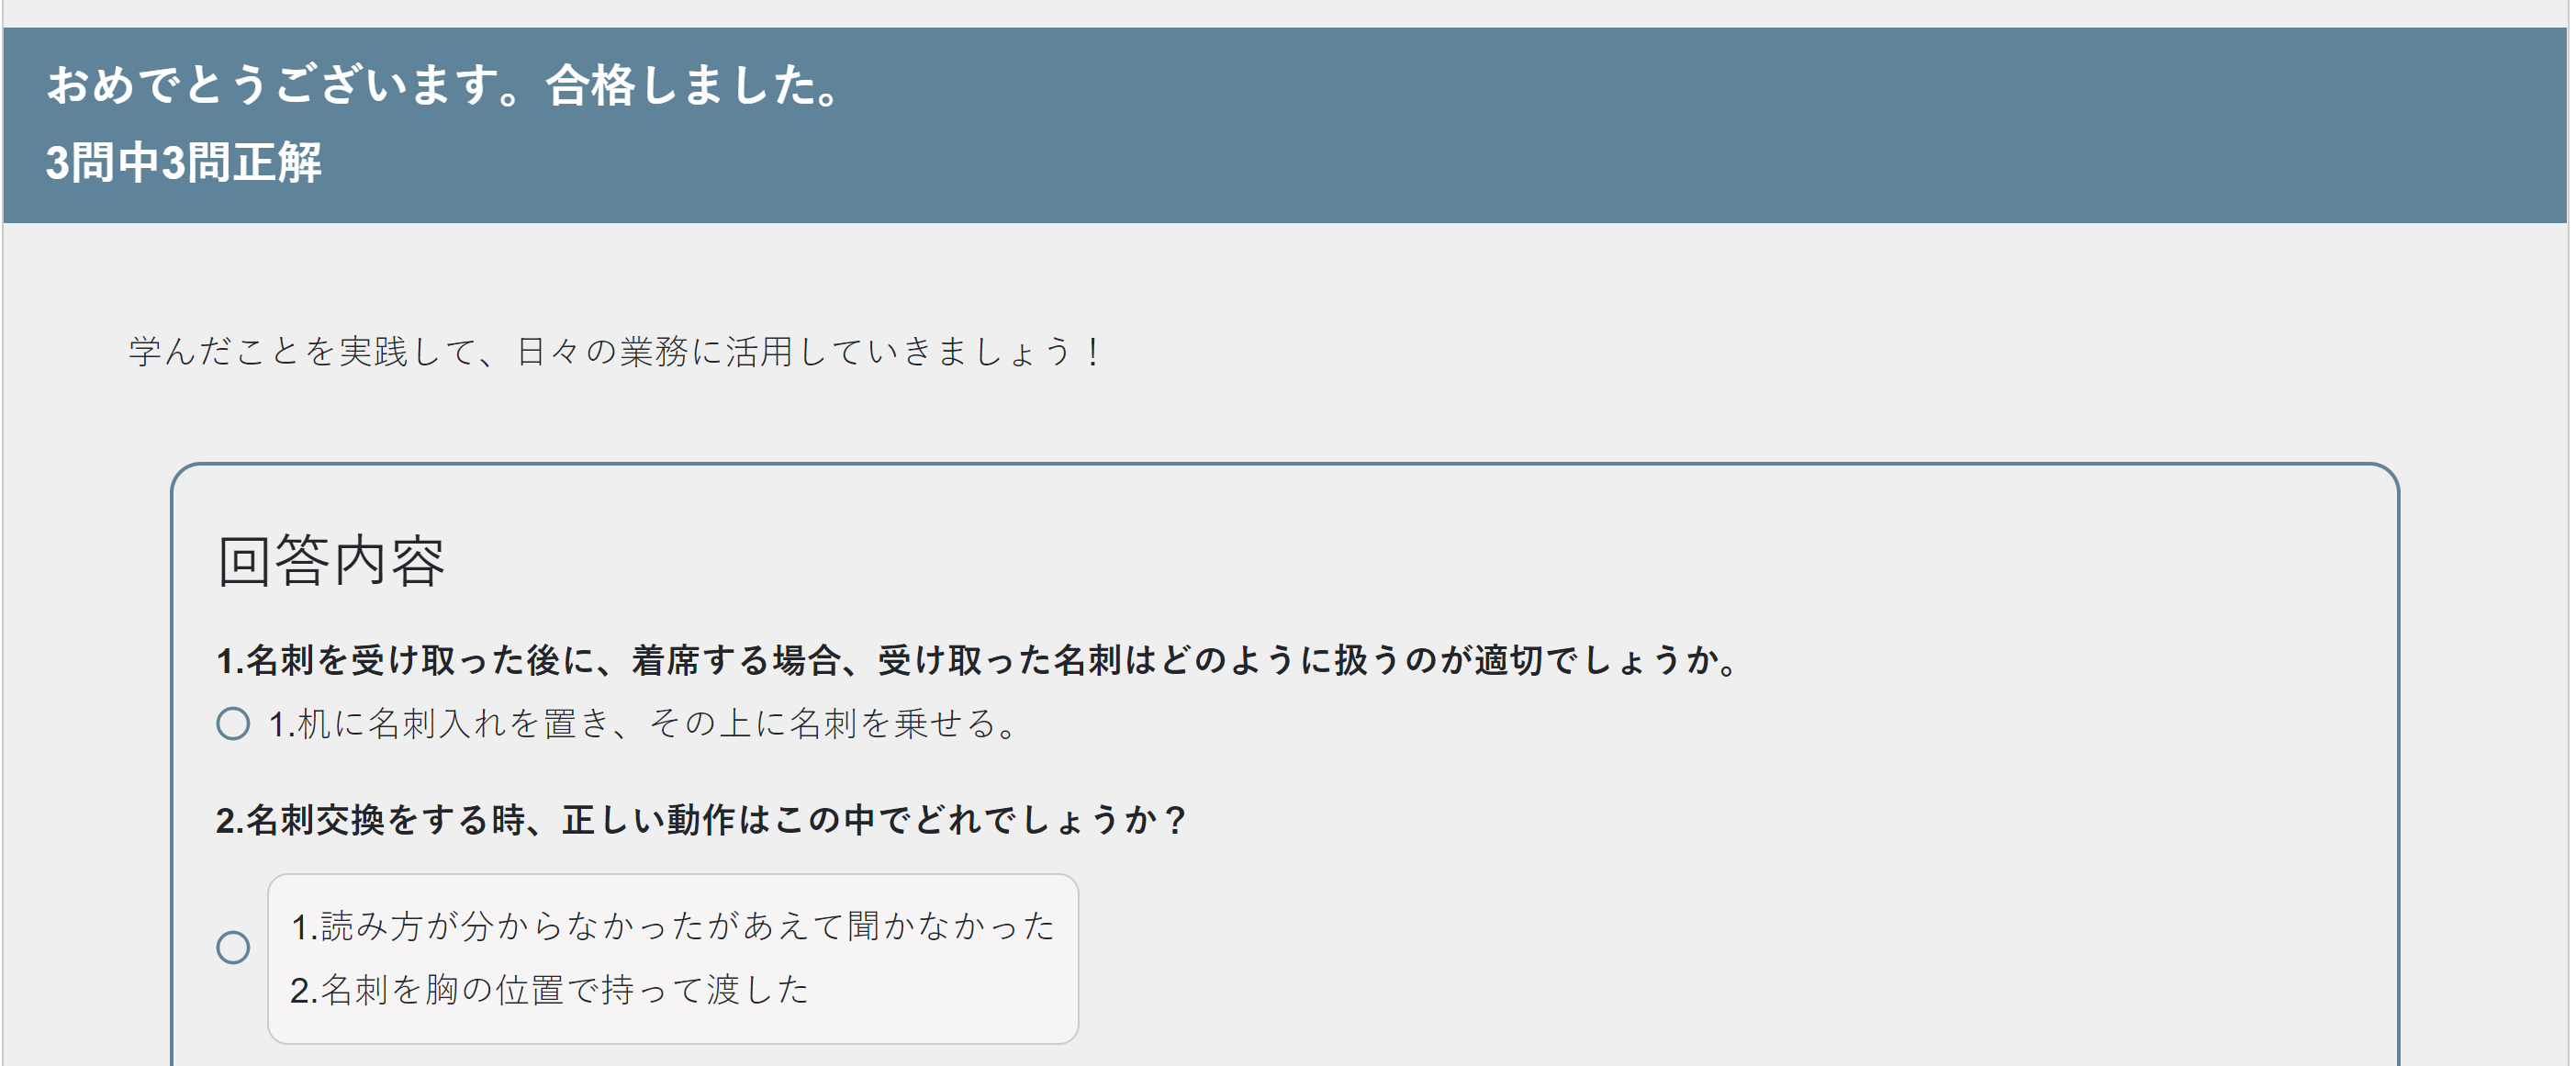 おめでとうございます。合格しました。
3問中3問正解
学んだことを実践して、日々の業務に活用していきましょう！
回答内容
1.名刺を受け取った後に、着席する場合、受け取った名刺はどのように扱うのが適切でしょうか。
1.机に名刺入れを置き、その上に名刺を乗せる。
2.名刺交換をする時、正しい動作はこの中でどれでしょうか？
1.読み方が分からなかったがあえて聞かなかった
2.名刺を胸の位置で持って渡した